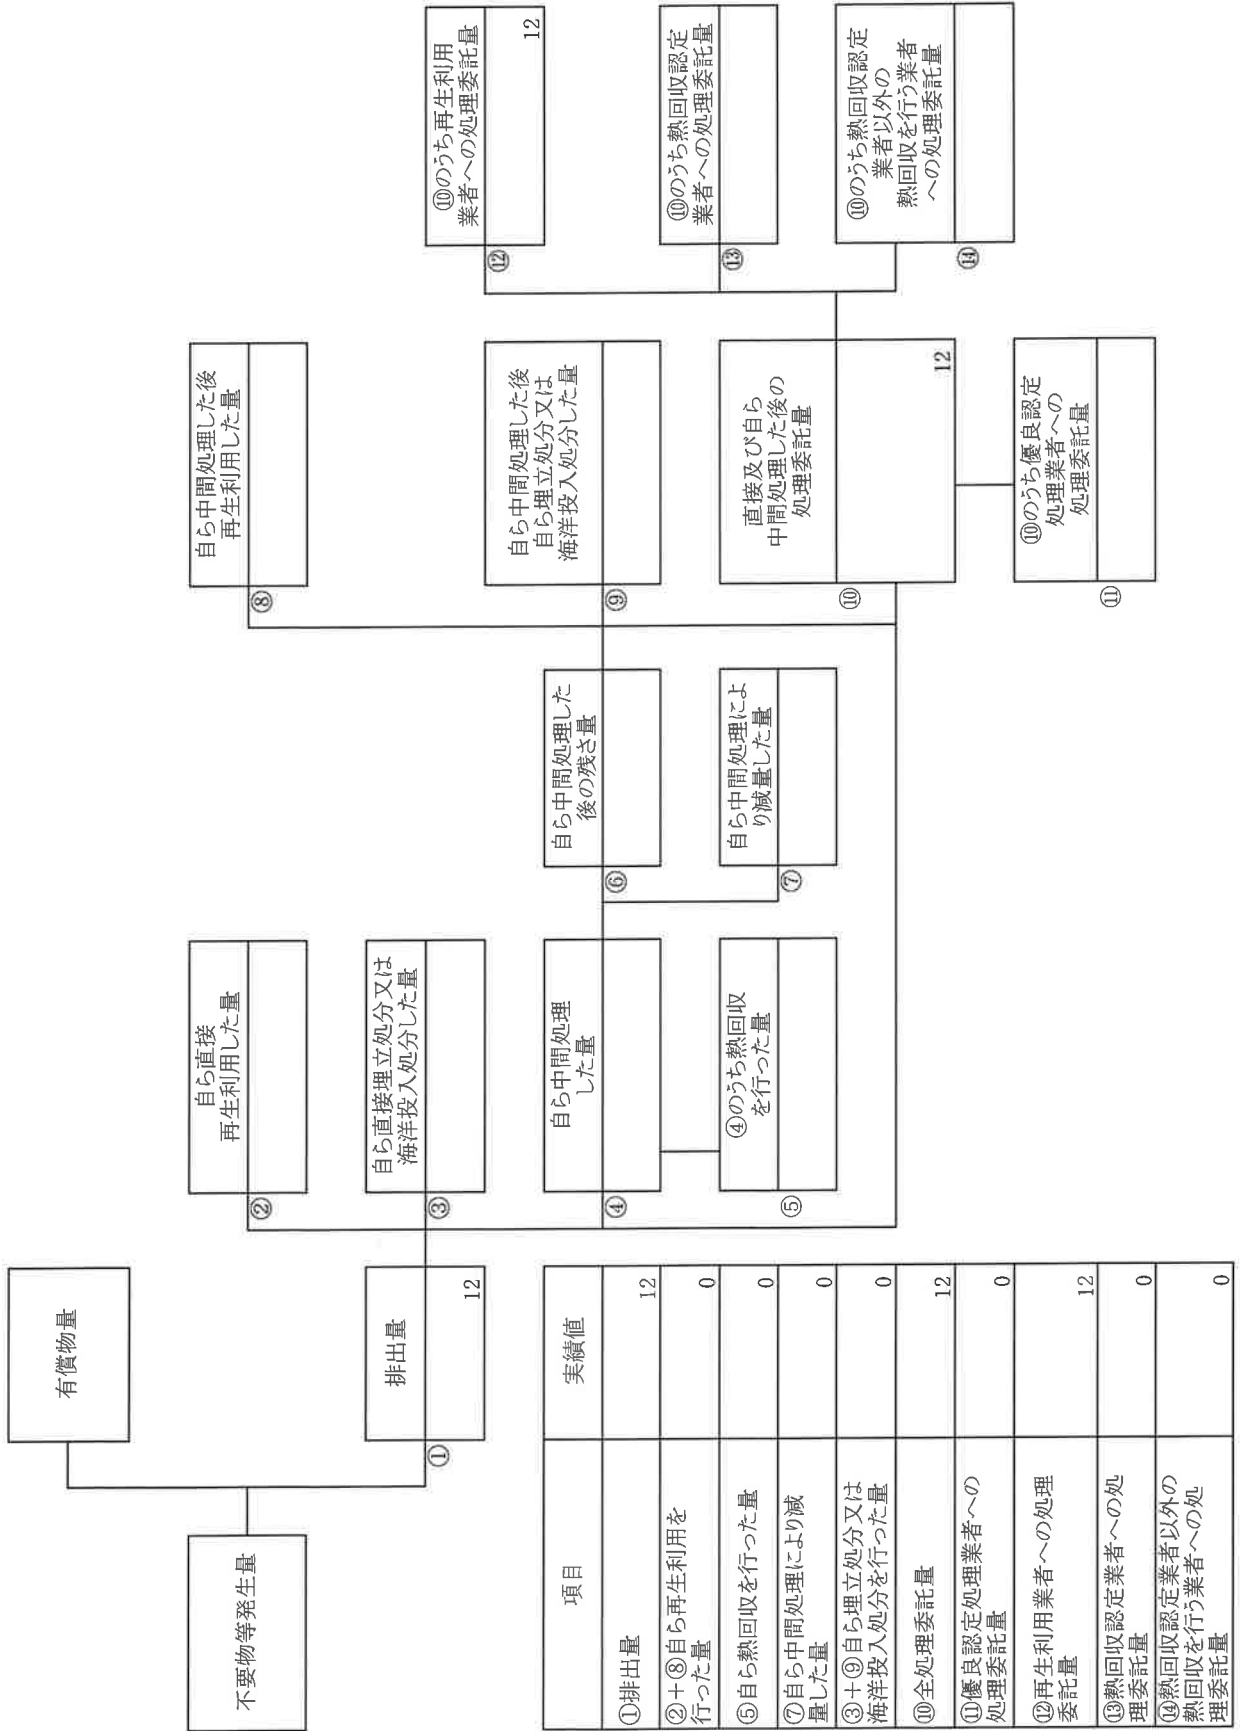 不要物等発生量
有償物量
排出量
①
12
自ら直接
再生利用した量
②
自ら直接埋立処分又は
海洋投入処分した量
③
自ら中間処理
した量
④
④のうち熱回収
を行った量
⑤
自ら中間処理した
後の残さ量
⑥
自ら中間処理によ
り減量した量
⑦
自ら中間処理した後
再生利用した量
⑧
自ら中間処理した後
自ら埋立処分又は
海洋投入処分した量
⑨
直接及び自ら
中間処理した後の
処理委託量
⑩
12
⑩のうち優良認定
処理業者への
処理委託量
⑪
⑩のうち再生利用
業者への処理委託量
⑫
12
⑩のうち熱回収認定
業者への処理委託量
⑬
⑩のうち熱回収認定
業者以外の
熱回収を行う業者
への処理委託量
⑭
項目 実績値
①排出量 12
②+⑧自ら再生利用を
行った量 0
⑤自ら熱回収を行った量 0
⑦自ら中間処理により減
量した量 0
③+⑨自ら埋立処分又は
海洋投入処分を行った量 0
⑩全処理委託量 12
⑪優良認定処理業者への
処理委託量 0
⑫再生利用業者への処理
委託量 12
⑬熱回収認定業者への処
理委託量 0
⑭熱回収認定業者以外の
熱回収を行う業者への処
理委託量 0